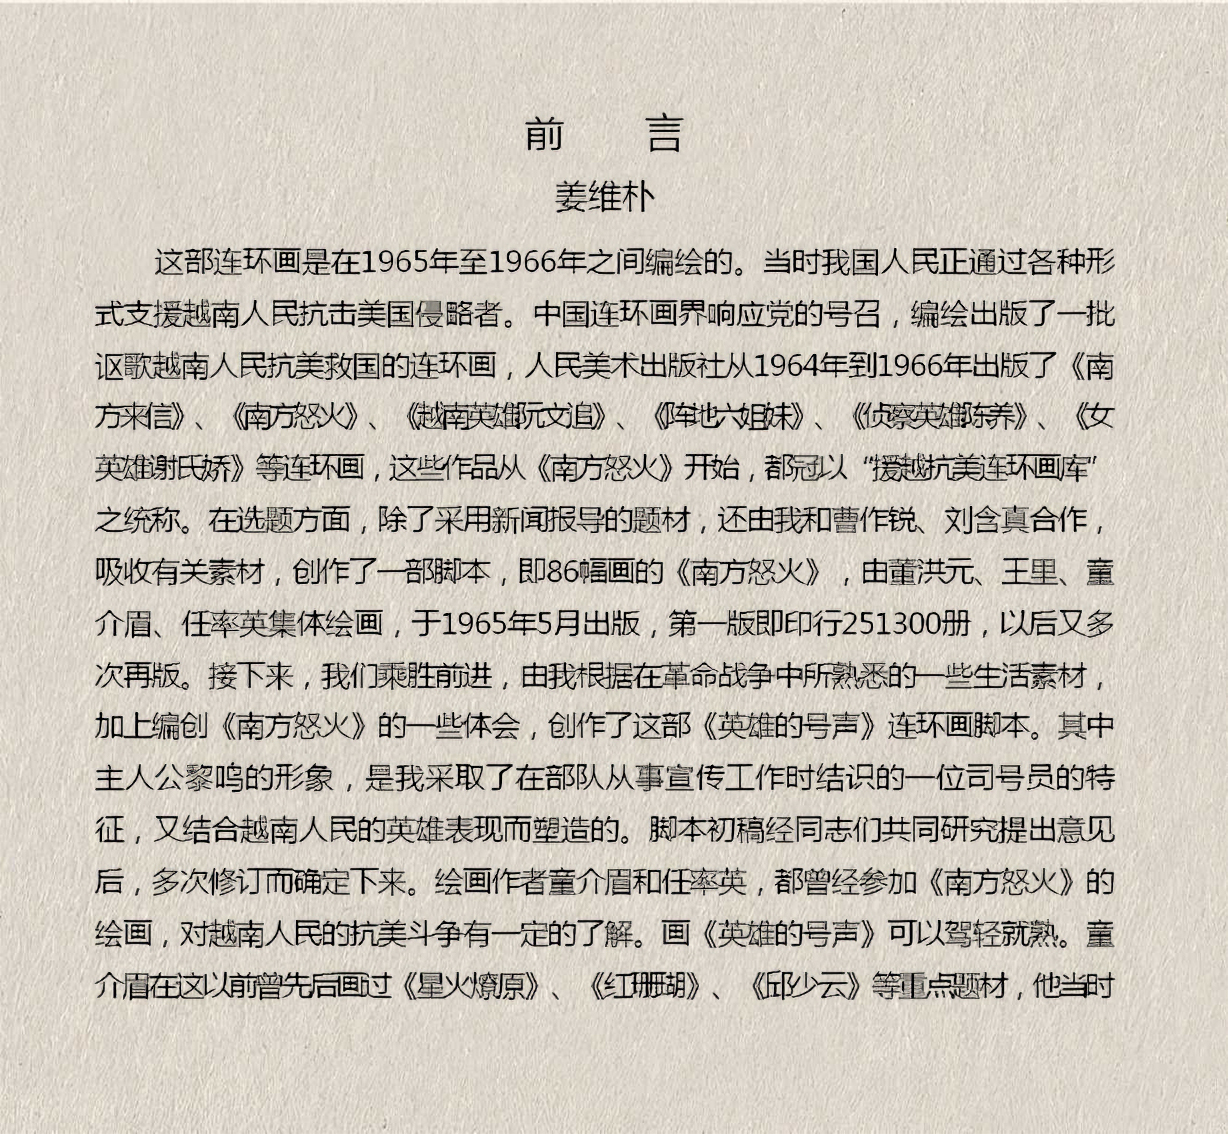 前　　言
姜维朴
这部连环画是在1965年至1966年之间编绘的。当时我国人民正通过各种形
式支援越南人民抗击美国侵略者。中国连环画界响应党的号召，编绘出版了一批
讴歌越南人民抗美救国的连环画，人民美术出版社从1964年到1966年出版了《南
方来信》、《南方怒火》、《越南英雄阮文追》、《阵地六姐妹》、《侦察英雄陈养》、《女
英雄谢氏娇》等连环画，这些作品从《南方怒火》开始，都冠以“援越抗美连环画库”
之统称。在选题方面，除了采用新闻报导的题材，还由我和曹作锐、刘含真合作，
吸收有关素材，创作了一部脚本，即86幅画的《南方怒火》，由董洪元、王里、童
介眉、任率英集体绘画，于1965年5月出版，第一版即印行251300册，以后又多
次再版。接下来，我们乘胜前进，由我根据在革命战争中所熟悉的一些生活素材，
加上编创《南方怒火》的一些体会，创作了这部《英雄的号声》连环画脚本。其中
主人公黎鸣的形象，是我采取了在部队从事宣传工作时结识的一位司号员的特
征，又结合越南人民的英雄表现而塑造的。脚本初稿经同志们共同研究提出意见
后，多次修订而确定下来。绘画作者童介眉和任率英，都曾经参加《南方怒火》的
绘画，对越南人民的抗美斗争有一定的了解。画《英雄的号声》可以驾轻就熟。童
介眉在这以前曾先后画过《星火燎原》、《红珊瑚》、《邱少云》等重点题材，他当时